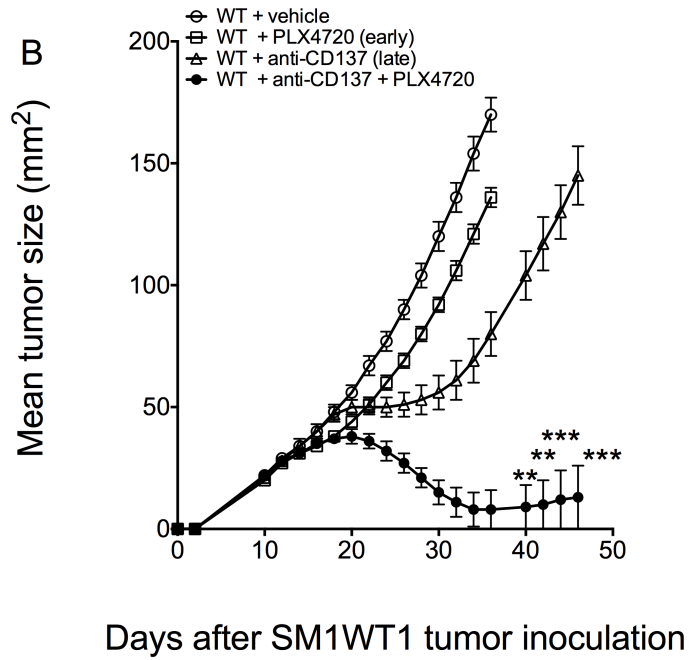 B
WT + vehicle
WT + PLX4720 (early)
WT + anti-CD137 (late)
WT + anti-CD137 + PLX4720
Mean tumor size (mm²)
200
150
100
50
0
*** 
** ***
**
0 10 20 30 40 50
Days after SM1WT1 tumor inoculation